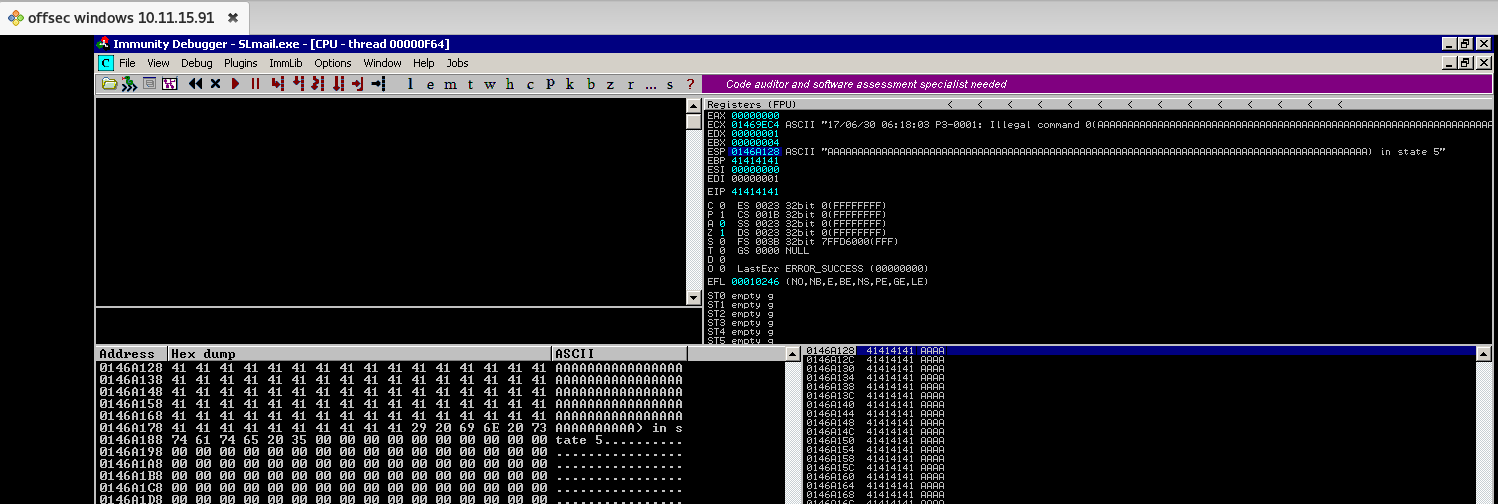 offsec windows 10.11.15.91 ✖
Immunity Debugger - SLmail.exe - [CPU - thread 00000F64]
C File View Debug Plugins ImmLib Options Window Help Jobs
l e m t w h c P k b z r ... s ? Code auditor and software assessment specialist needed
Registers (FPU) < < < < < < < < < < < < < <
EAX 00000000
ECX 01469EC4 ASCII "17/06/30 06:18:03 P3-0001: Illegal command 0(AAAAAAAAAAAAAAAAAAAAAAAAAAAAAAAAAAAAAAAAAAAAAAAAAAAAAAAAAAAAAAAAAA
EDX 00000001
EBX 00000004
ESP 0146A128 ASCII "AAAAAAAAAAAAAAAAAAAAAAAAAAAAAAAAAAAAAAAAAAAAAAAAAAAAAAAAAAAAAAAAAAAAAAAAAAAAAAAAAAAAAAAAAA) in state 5"
EBP 41414141
ESI 00000000
EDI 00000001
EIP 41414141
C 0 ES 0023 32bit 0(FFFFFFFF)
P 1 CS 001B 32bit 0(FFFFFFFF)
A 0 SS 0023 32bit 0(FFFFFFFF)
Z 1 DS 0023 32bit 0(FFFFFFFF)
S 0 FS 003B 32bit 7FFD6000(FFF)
T 0 GS 0000 NULL
D 0
O 0 LastErr ERROR_SUCCESS (00000000)
EFL 00010246 (NO,NB,E,BE,NS,PE,GE,LE)
ST0 empty g
ST1 empty g
ST2 empty g
ST3 empty g
ST4 empty g
ST5 empty g
Address Hex dump ASCII
0146A128 41 41 41 41 41 41 41 41 41 41 41 41 41 41 41 41 AAAAAAAAAAAAAAAA
0146A138 41 41 41 41 41 41 41 41 41 41 41 41 41 41 41 41 AAAAAAAAAAAAAAAA
0146A148 41 41 41 41 41 41 41 41 41 41 41 41 41 41 41 41 AAAAAAAAAAAAAAAA
0146A158 41 41 41 41 41 41 41 41 41 41 41 41 41 41 41 41 AAAAAAAAAAAAAAAA
0146A168 41 41 41 41 41 41 41 41 41 41 41 41 41 41 41 41 AAAAAAAAAAAAAAAA
0146A178 41 41 41 41 41 41 41 41 41 41 29 20 69 6E 20 73 AAAAAAAAAA) in s
0146A188 74 61 74 65 20 35 00 00 00 00 00 00 00 00 00 00 tate 5..........
0146A198 00 00 00 00 00 00 00 00 00 00 00 00 00 00 00 00 ................
0146A1A8 00 00 00 00 00 00 00 00 00 00 00 00 00 00 00 00 ................
0146A1B8 00 00 00 00 00 00 00 00 00 00 00 00 00 00 00 00 ................
0146A1C8 00 00 00 00 00 00 00 00 00 00 00 00 00 00 00 00 ................
0146A1D8 00 00 00 00 00 00 00 00 00 00 00 00 00 00 00 00 ................
0146A128 41414141 AAAA
0146A12C 41414141 AAAA
0146A130 41414141 AAAA
0146A134 41414141 AAAA
0146A138 41414141 AAAA
0146A13C 41414141 AAAA
0146A140 41414141 AAAA
0146A144 41414141 AAAA
0146A148 41414141 AAAA
0146A14C 41414141 AAAA
0146A150 41414141 AAAA
0146A154 41414141 AAAA
0146A158 41414141 AAAA
0146A15C 41414141 AAAA
0146A160 41414141 AAAA
0146A164 41414141 AAAA
0146A168 41414141 AAAA
0146A16C 41414141 AAAA